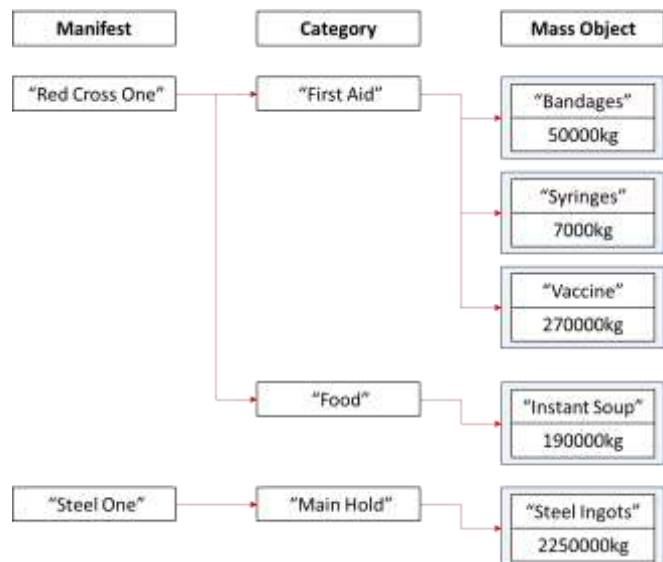 Manifest
Category
Mass Object
“Red Cross One”
“First Aid”
“Bandages”
50000kg
“Syringes”
7000kg
“Vaccine”
270000kg
“Food”
“Instant Soup”
190000kg
“Steel One”
“Main Hold”
“Steel Ingots”
2250000kg